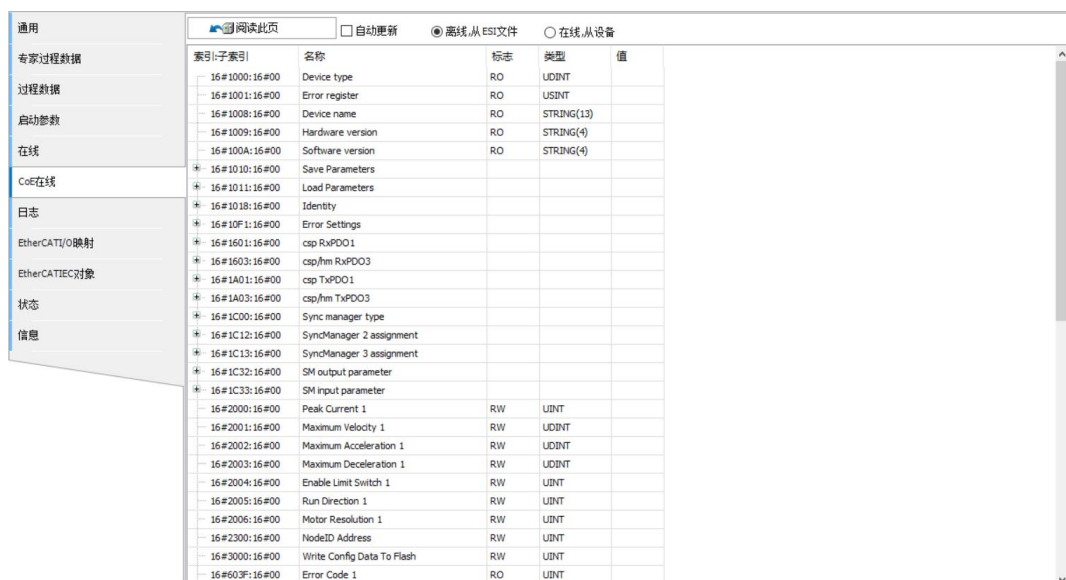 通用
专家过程数据
过程数据
启动参数
在线
CoE在线
日志
EtherCATI/O映射
EtherCATIEC对象
状态
信息
阅读此页 自动更新 离线,从ESI文件 在线,从设备
索引:子索引 名称 标志 类型 值
16#1000:16#00 Device type RO UDINT
16#1001:16#00 Error register RO USINT
16#1008:16#00 Device name RO STRING(13)
16#1009:16#00 Hardware version RO STRING(4)
16#100A:16#00 Software version RO STRING(4)
16#1010:16#00 Save Parameters
16#1011:16#00 Load Parameters
16#1018:16#00 Identity
16#10F1:16#00 Error Settings
16#1601:16#00 csp RxPDO1
16#1603:16#00 csp/hm RxPDO3
16#1A01:16#00 csp TxPDO1
16#1A03:16#00 csp/hm TxPDO3
16#1C00:16#00 Sync manager type
16#1C12:16#00 SyncManager 2 assignment
16#1C13:16#00 SyncManager 3 assignment
16#1C32:16#00 SM output parameter
16#1C33:16#00 SM input parameter
16#2000:16#00 Peak Current 1 RW UINT
16#2001:16#00 Maximum Velocity 1 RW UDINT
16#2002:16#00 Maximum Acceleration 1 RW UDINT
16#2003:16#00 Maximum Deceleration 1 RW UDINT
16#2004:16#00 Enable Limit Switch 1 RW UINT
16#2005:16#00 Run Direction 1 RW UINT
16#2006:16#00 Motor Resolution 1 RW UINT
16#2300:16#00 NodeID Address RW UINT
16#3000:16#00 Write Config Data To Flash RW UINT
16#603F:16#00 Error Code 1 RO UINT